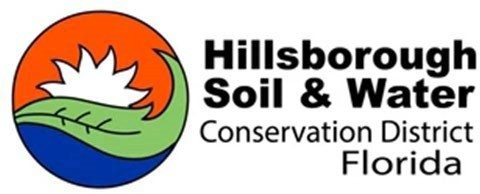 Hillsborough
Soil & Water
Conservation District
Florida